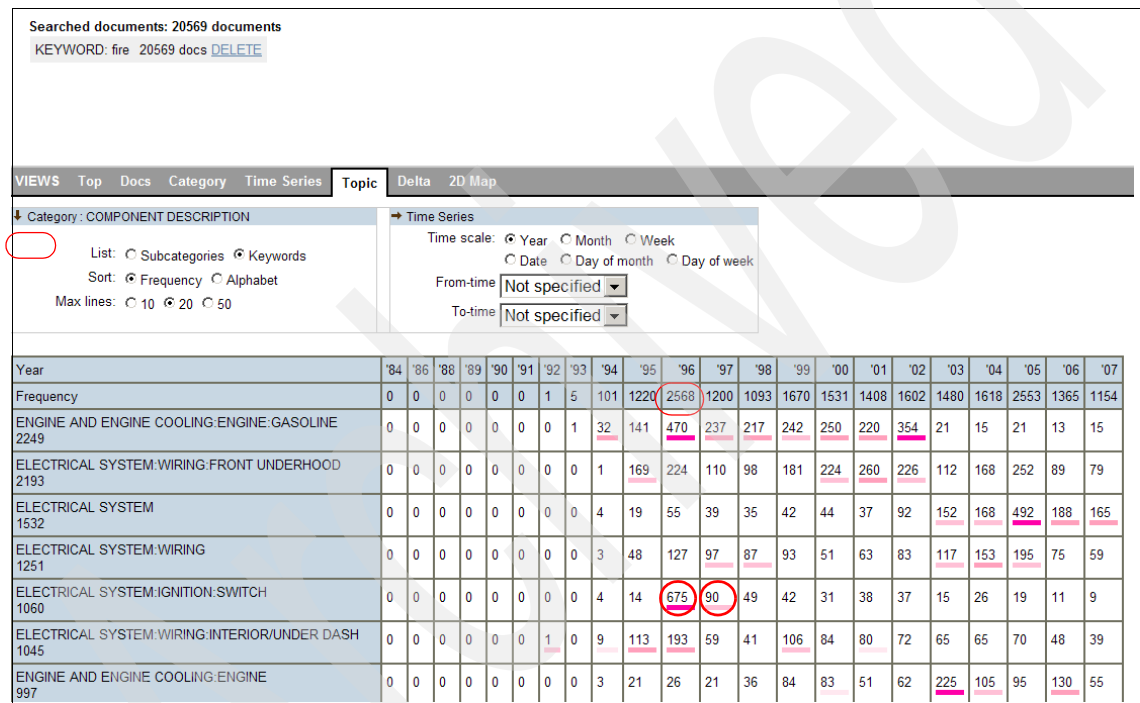 Searched documents: 20569 documents
KEYWORD: fire 20569 docs DELETE
VIEWS Top Docs Category Time Series Topic Delta 2D Map
Category : COMPONENT DESCRIPTION
List: Subcategories Keywords
Sort: Frequency Alphabet
Max lines: 10 20 50
Time Series
Time scale: Year Month Week
Date Day of month Day of week
From-time Not specified
To-time Not specified
Year '84 '86 '88 '89 '90 '91 '92 '93 '94 '95 '96 '97 '98 '99 '00 '01 '02 '03 '04 '05 '06 '07
Frequency 0 0 0 0 0 0 1 5 101 1220 2568 1200 1093 1670 1531 1408 1602 1480 1618 2553 1365 1154
ENGINE AND ENGINE COOLING:ENGINE:GASOLINE
2249 0 0 0 0 0 0 0 1 32 141 470 237 217 242 250 220 354 21 15 21 13 15
ELECTRICAL SYSTEM:WIRING:FRONT UNDERHOOD
2193 0 0 0 0 0 0 0 0 1 169 224 110 98 181 224 260 226 112 168 252 89 79
ELECTRICAL SYSTEM
1532 0 0 0 0 0 0 0 0 4 19 55 39 35 42 44 37 92 152 168 492 188 165
ELECTRICAL SYSTEM:WIRING
1251 0 0 0 0 0 0 0 0 3 48 127 97 87 93 51 63 83 117 153 195 75 59
ELECTRICAL SYSTEM:IGNITION:SWITCH
1060 0 0 0 0 0 0 0 0 4 14 675 90 49 42 31 38 37 15 26 19 11 9
ELECTRICAL SYSTEM:WIRING:INTERIOR/UNDER DASH
1045 0 0 0 0 0 0 1 0 9 113 193 59 41 106 84 80 72 65 65 70 48 39
ENGINE AND ENGINE COOLING:ENGINE
997 0 0 0 0 0 0 0 0 3 21 26 21 36 84 83 51 62 225 105 95 130 55